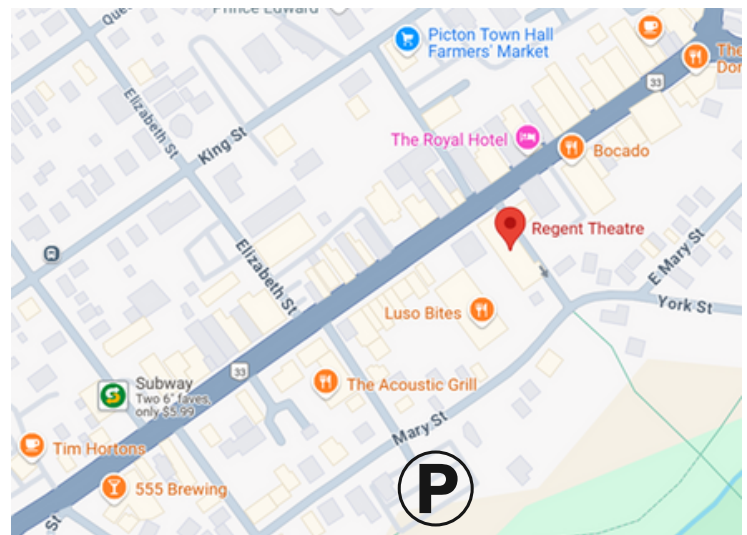 Prince Edward
Picton Town Hall
Farmers' Market
33
The
Elizabeth St
King St
The Royal Hotel
Bocado
Regent Theatre
E Mary St
Elizabeth St
York St
Luso Bites
33
Subway
Two 6" faves,
only $5.99
The Acoustic Grill
Mary St
Tim Hortons
555 Brewing
P
St